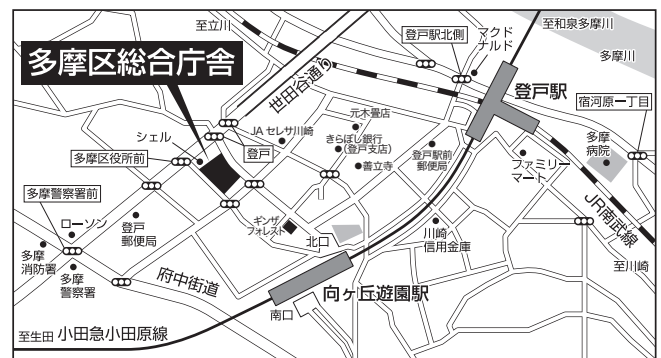 至立川
登戸駅北側
マクド
ナルド
至和泉多摩川
多摩川
多摩区総合庁舎
世田谷通り
登戸駅
宿河原一丁目
元木畳店
JA セレサ川崎
きらぼし銀行
(登戸支店)
シェル
登戸
多摩区役所前
善立寺
登戸駅前
郵便局
ファミリー
マート
多摩
病院
多摩警察署前
ローソン
登戸
郵便局
ギンザ
フォレスト
北口
川崎
信用金庫
JR南武線
多摩
消防署
多摩
警察署
府中街道
至川崎
向ヶ丘遊園駅
南口
至生田 小田急小田原線